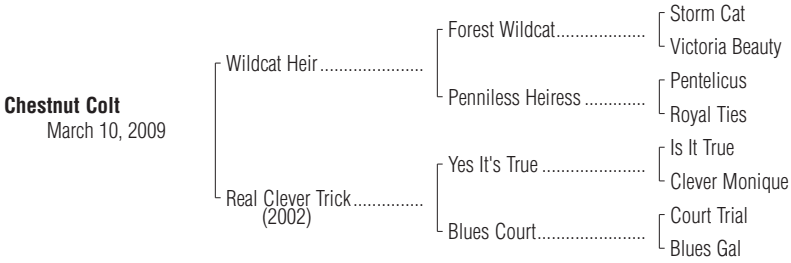 Chestnut Colt
March 10, 2009
Wildcat Heir......................
Real Clever Trick...............
(2002)
Forest Wildcat...................
Penniless Heiress .............
Yes It's True ......................
Blues Court.......................
Storm Cat
Victoria Beauty
Pentelicus
Royal Ties
Is It True
Clever Monique
Court Trial
Blues Gal